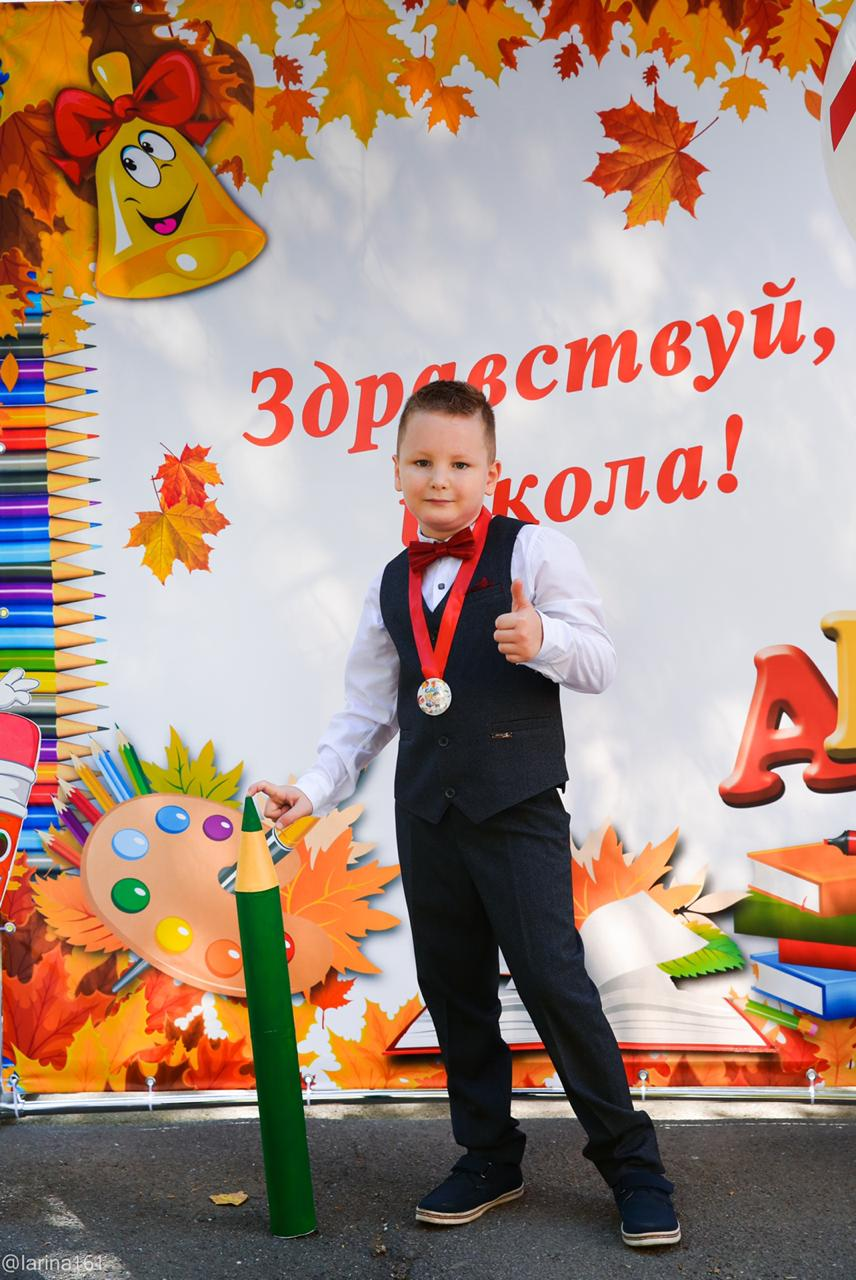 Здравствуй,
школа!
А
@larina161